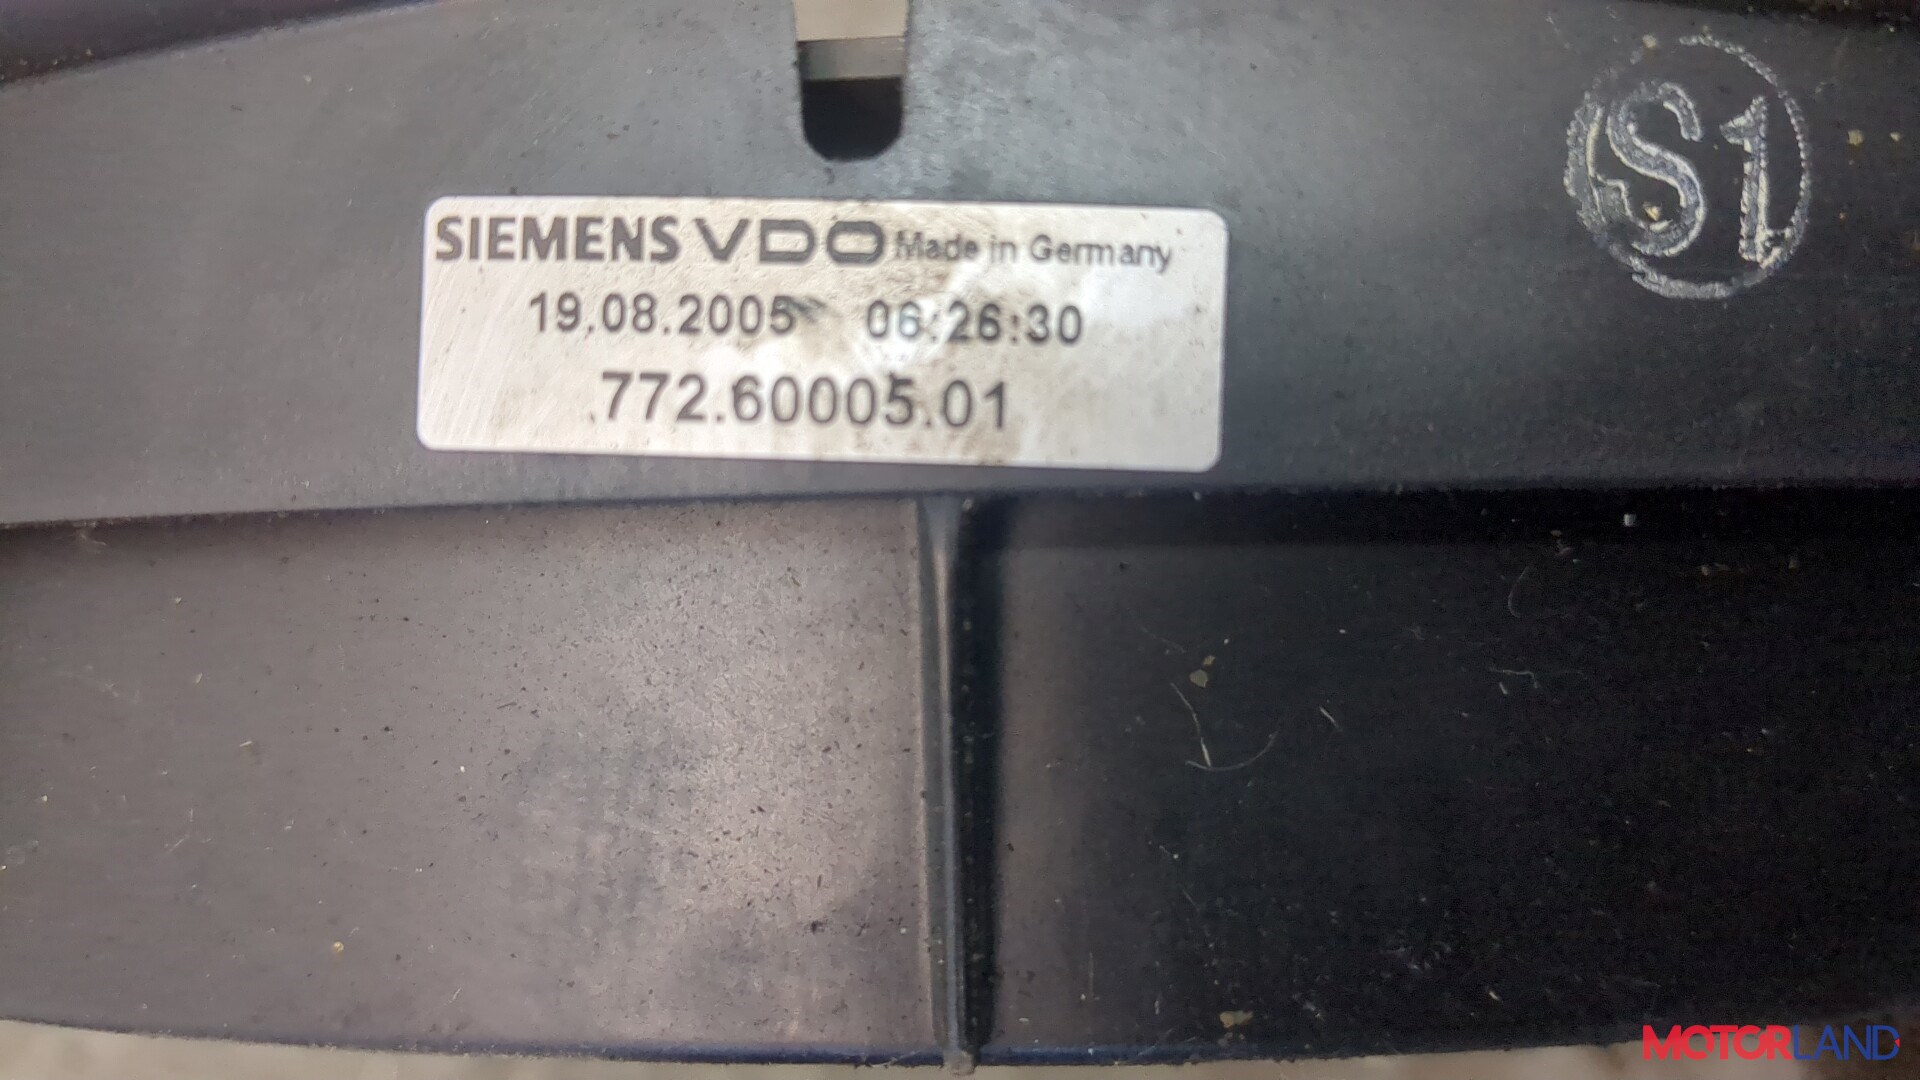 S1
SIEMENS VDO Made in Germany
19.08.2005 06:26:30
772.60005.01
MOTORLAND